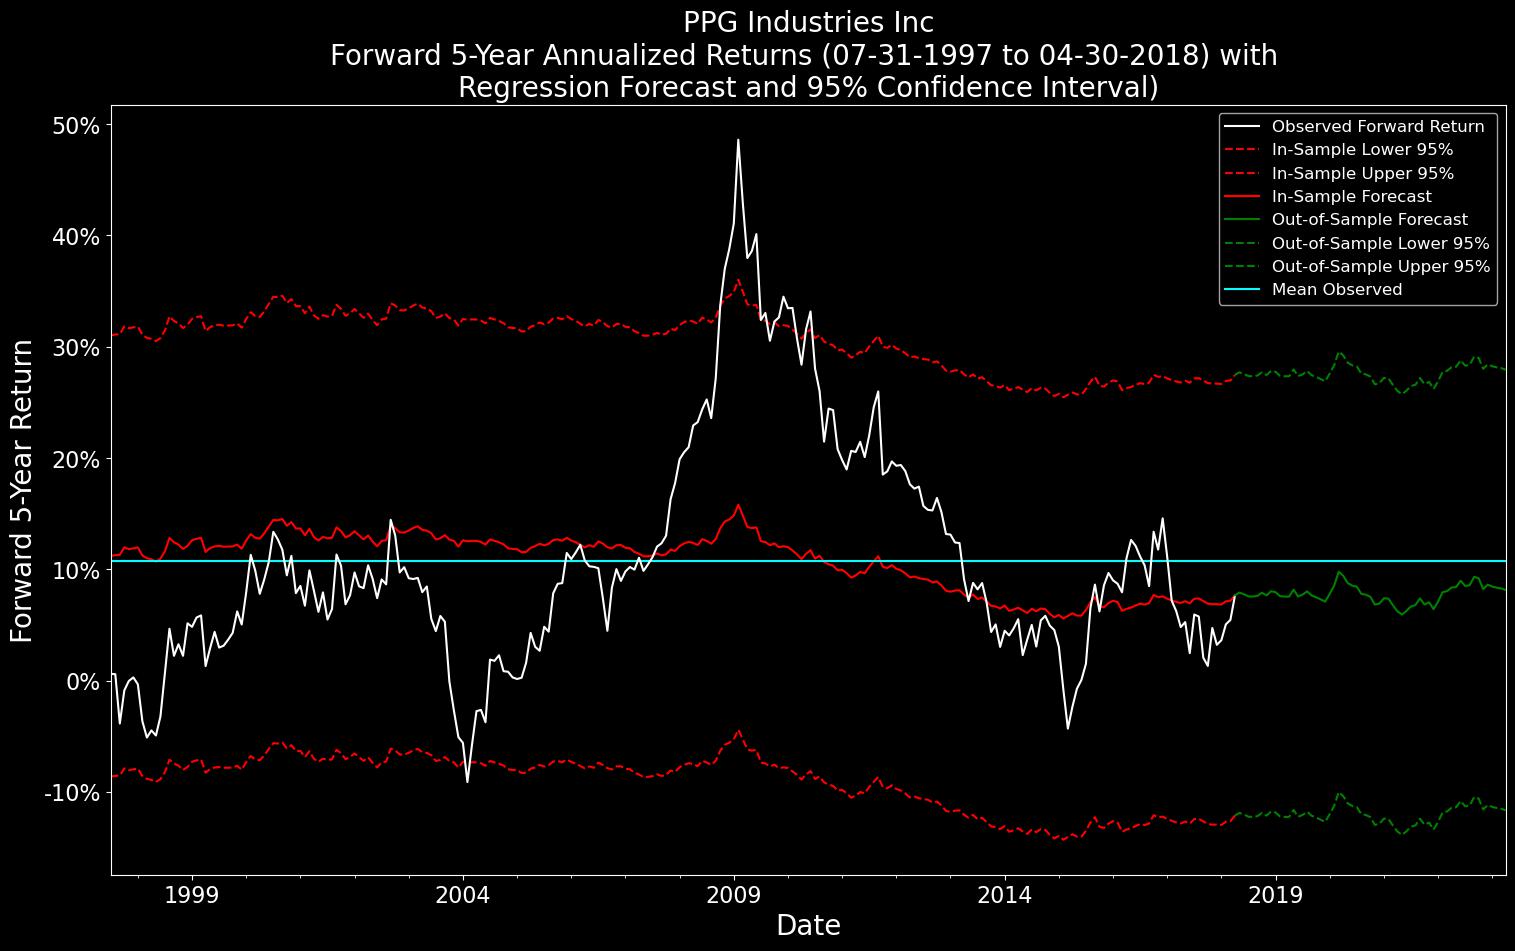 PPG Industries Inc
Forward 5-Year Annualized Returns (07-31-1997 to 04-30-2018) with
Regression Forecast and 95% Confidence Interval)
Observed Forward Return
In-Sample Lower 95%
In-Sample Upper 95%
In-Sample Forecast
Out-of-Sample Forecast
Out-of-Sample Lower 95%
Out-of-Sample Upper 95%
Mean Observed
Forward 5-Year Return
50%
40%
30%
20%
10%
0%
-10%
1999
2004
2009
2014
2019
Date